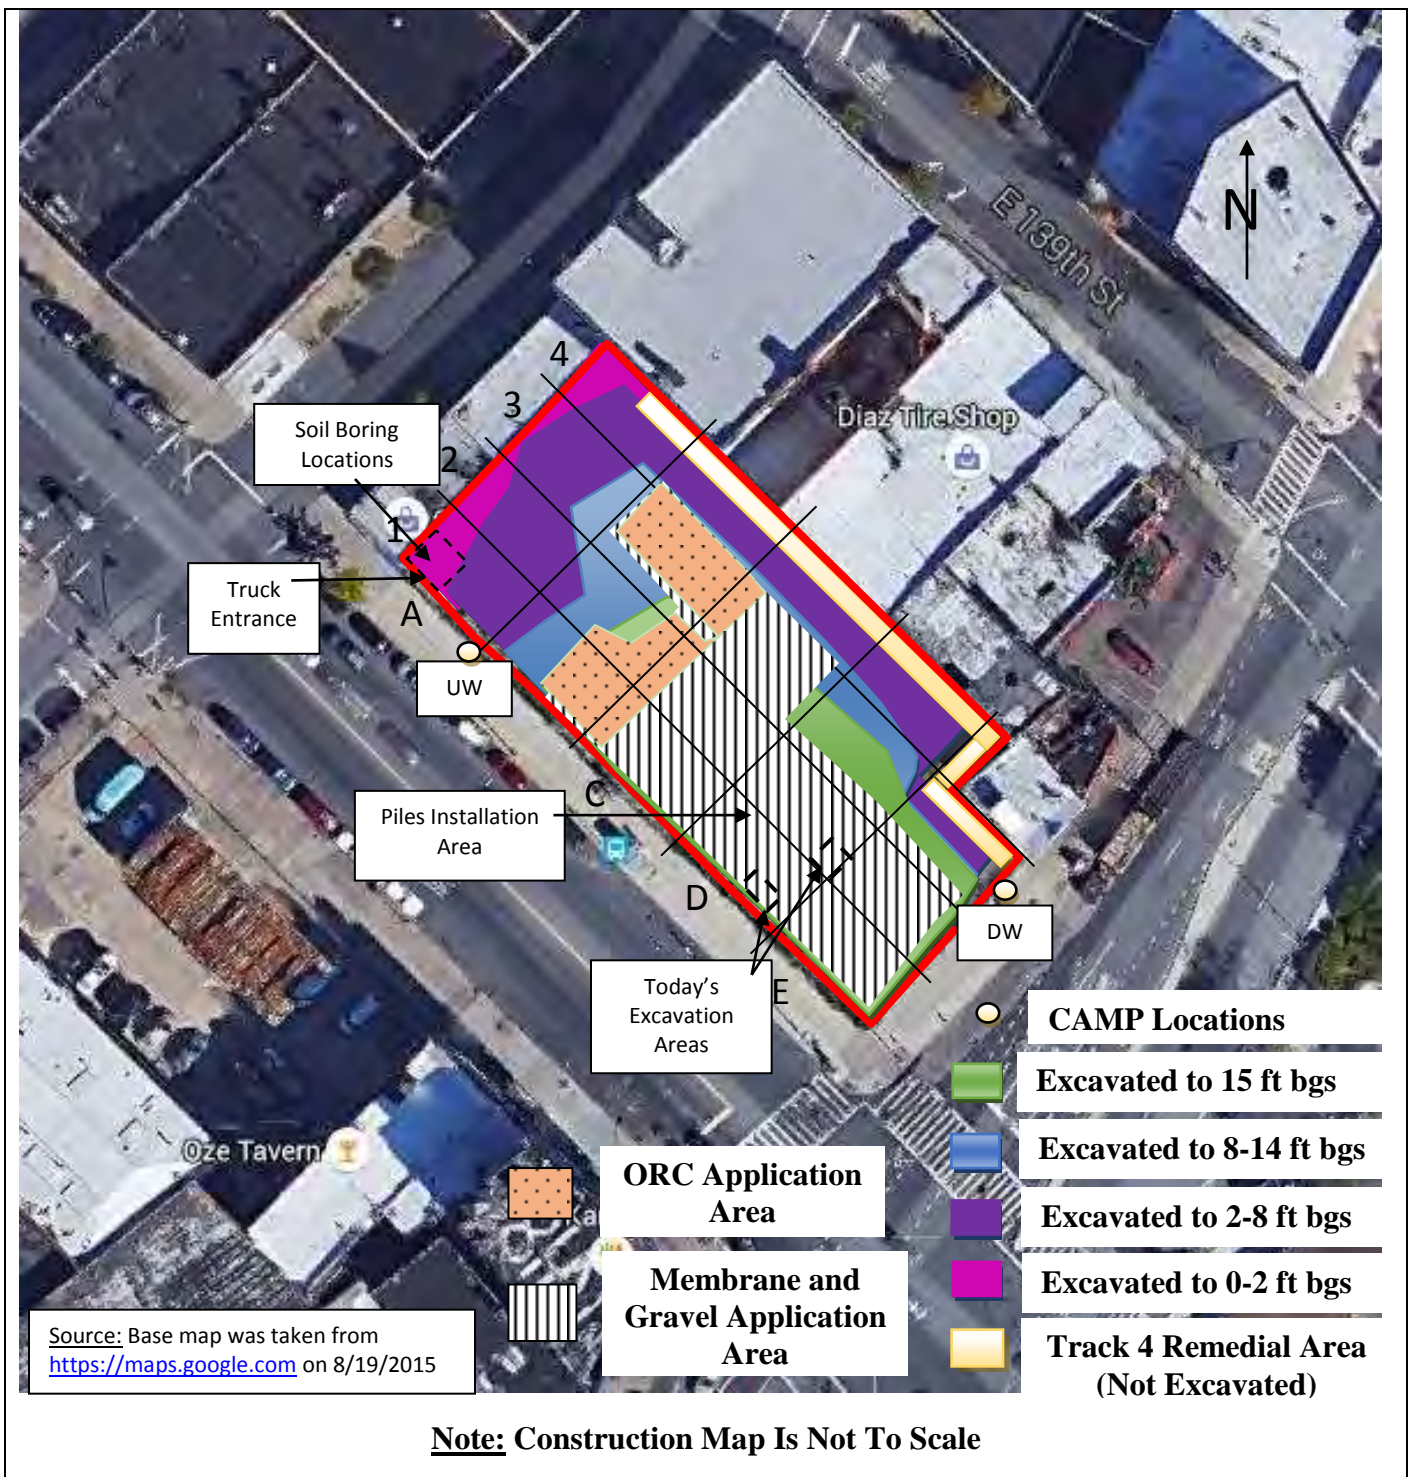 N
E 139th St
4
3
Diaz Tire Shop
Soil Boring
Locations
2
1
Truck
Entrance
A
UW
Piles Installation
Area
C
D
DW
Today's
Excavation
Areas
E
CAMP Locations
Excavated to 15 ft bgs
Excavated to 8-14 ft bgs
Excavated to 2-8 ft bgs
Excavated to 0-2 ft bgs
Track 4 Remedial Area
(Not Excavated)
Oze Tavern
ORC Application
Area
Membrane and
Gravel Application
Area
Source: Base map was taken from
https://maps.google.com on 8/19/2015
Note: Construction Map Is Not To Scale